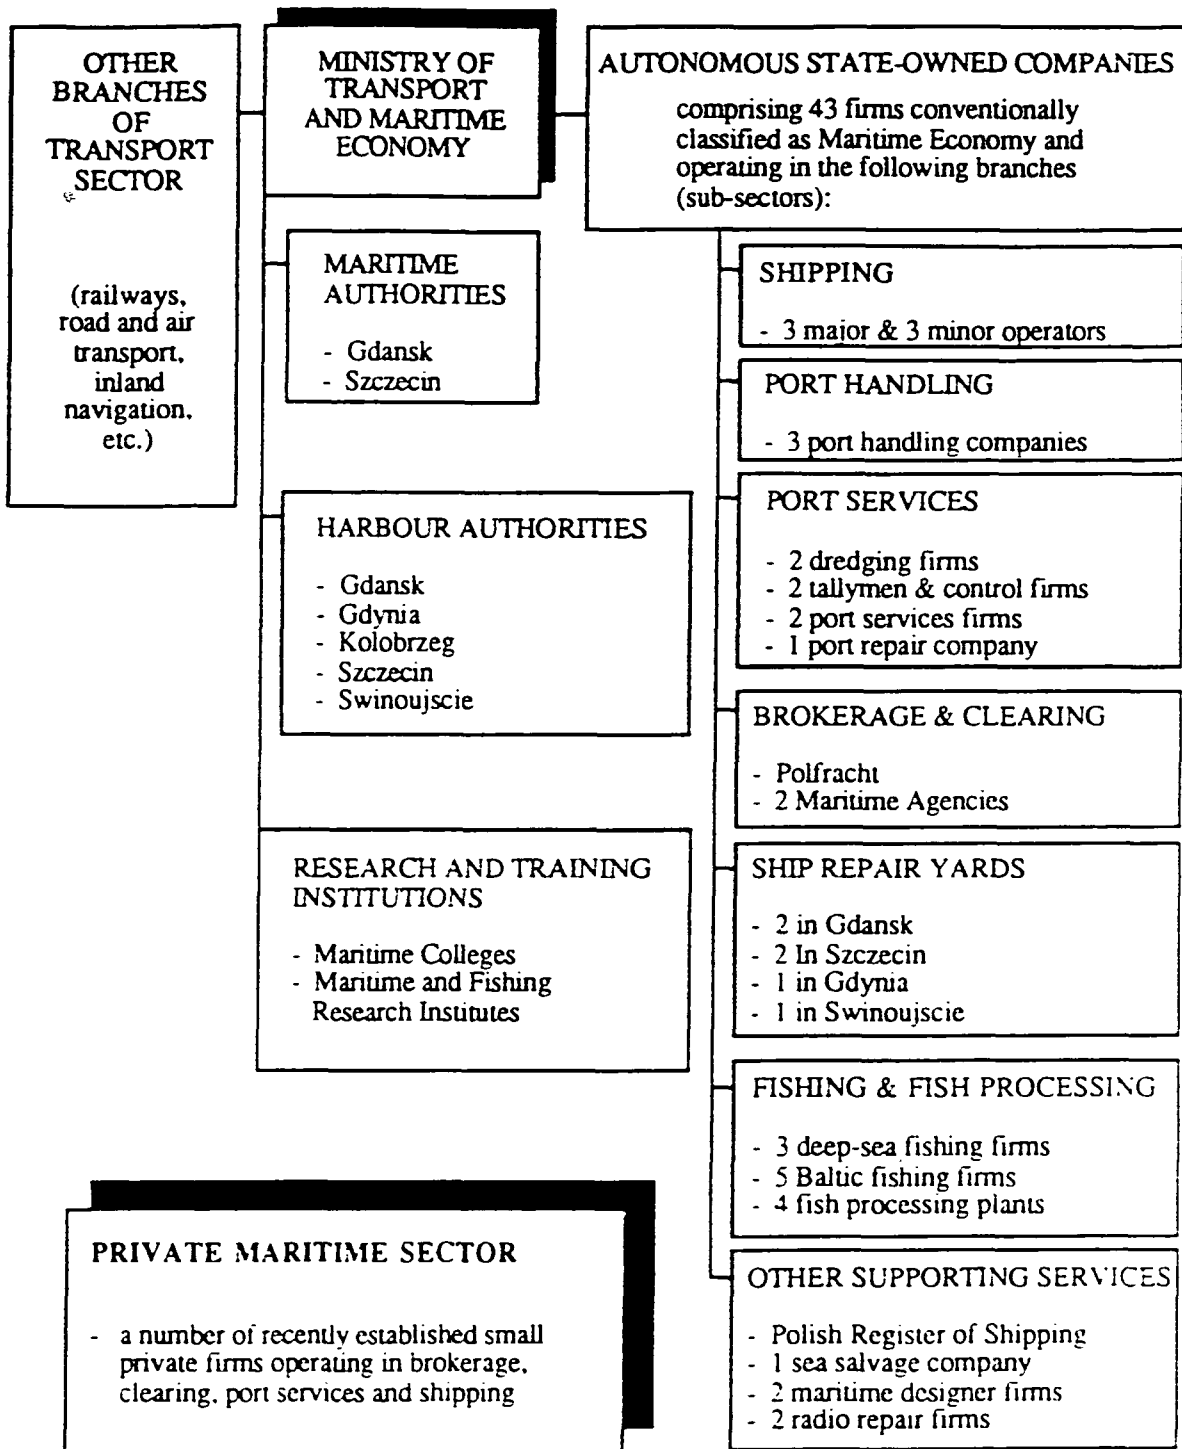 OTHER
BRANCHES
OF
TRANSPORT
SECTOR
(railways,
road and air
transport,
inland
navigation,
etc.)
MINISTRY OF
TRANSPORT
AND MARITIME
ECONOMY
AUTONOMOUS STATE-OWNED COMPANIES
comprising 43 firms conventionally
classified as Maritime Economy and
operating in the following branches
(sub-sectors):
MARITIME
AUTHORITIES
- Gdansk
- Szczecin
HARBOUR AUTHORITIES
- Gdansk
- Gdynia
- Kolobrzeg
- Szczecin
- Swinoujscie
RESEARCH AND TRAINING
INSTITUTIONS
- Maritime Colleges
- Maritime and Fishing
Research Institutes
SHIPPING
- 3 major & 3 minor operators
PORT HANDLING
- 3 port handling companies
PORT SERVICES
- 2 dredging firms
- 2 tallymen & control firms
- 2 port services firms
- 1 port repair company
BROKERAGE & CLEARING
- Polfracht
- 2 Maritime Agencies
SHIP REPAIR YARDS
- 2 in Gdansk
- 2 In Szczecin
- 1 in Gdynia
- 1 in Swinoujscie
FISHING & FISH PROCESSING
- 3 deep-sea fishing firms
- 5 Baltic fishing firms
- 4 fish processing plants
OTHER SUPPORTING SERVICES
- Polish Register of Shipping
- 1 sea salvage company
- 2 maritime designer firms
- 2 radio repair firms
PRIVATE MARITIME SECTOR
- a number of recently established small
private firms operating in brokerage,
clearing, port services and shipping